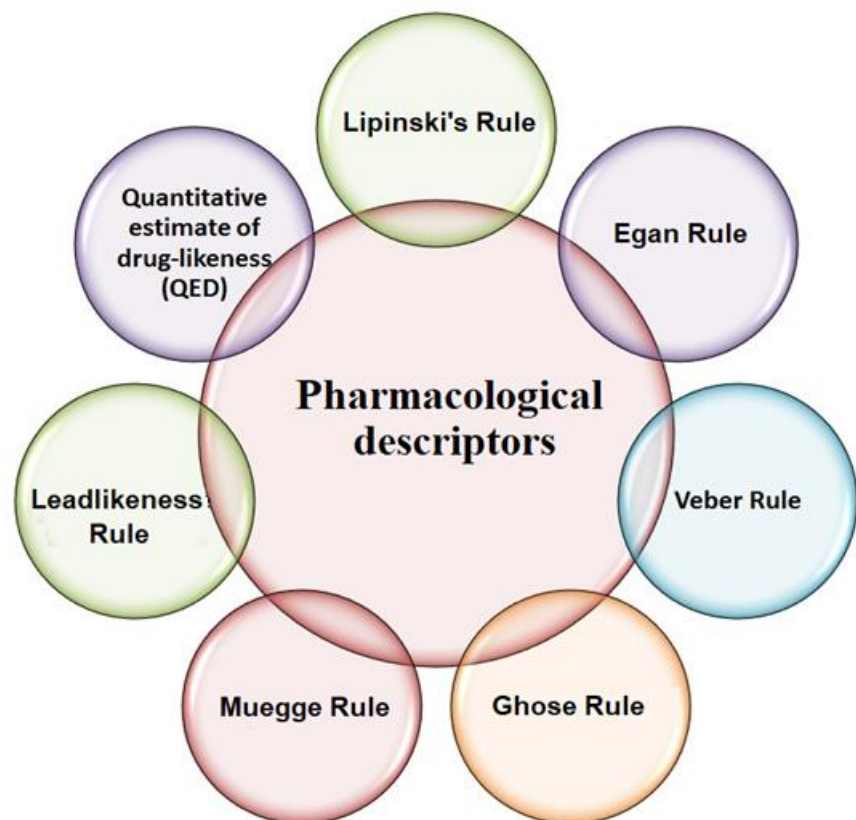 Lipinski's Rule
Egan Rule
Veber Rule
Ghose Rule
Muegge Rule
Leadlikeness
Rule
Quantitative
estimate of
drug-likeness
(QED)
Pharmacological
descriptors